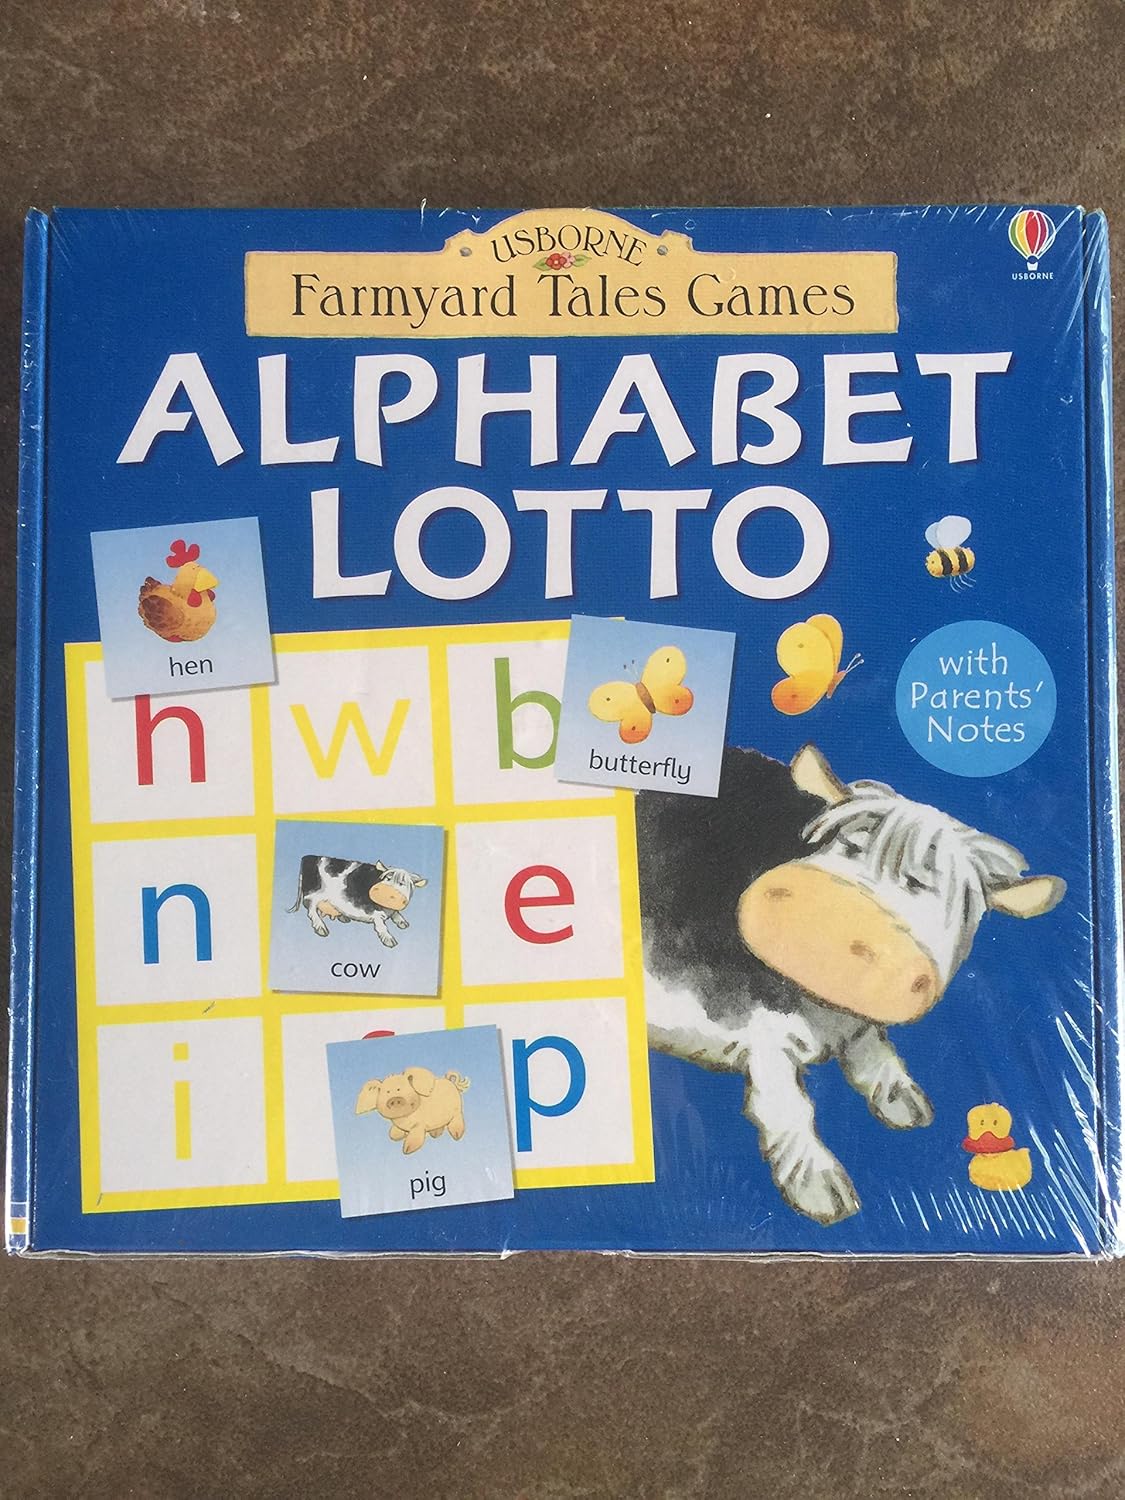 USBORNE
Farmyard Tales Games
USBORNE
ALPHABET
LOTTO
with
Parents'
Notes
hen
butterfly
h w b
n e
cow
i p
pig